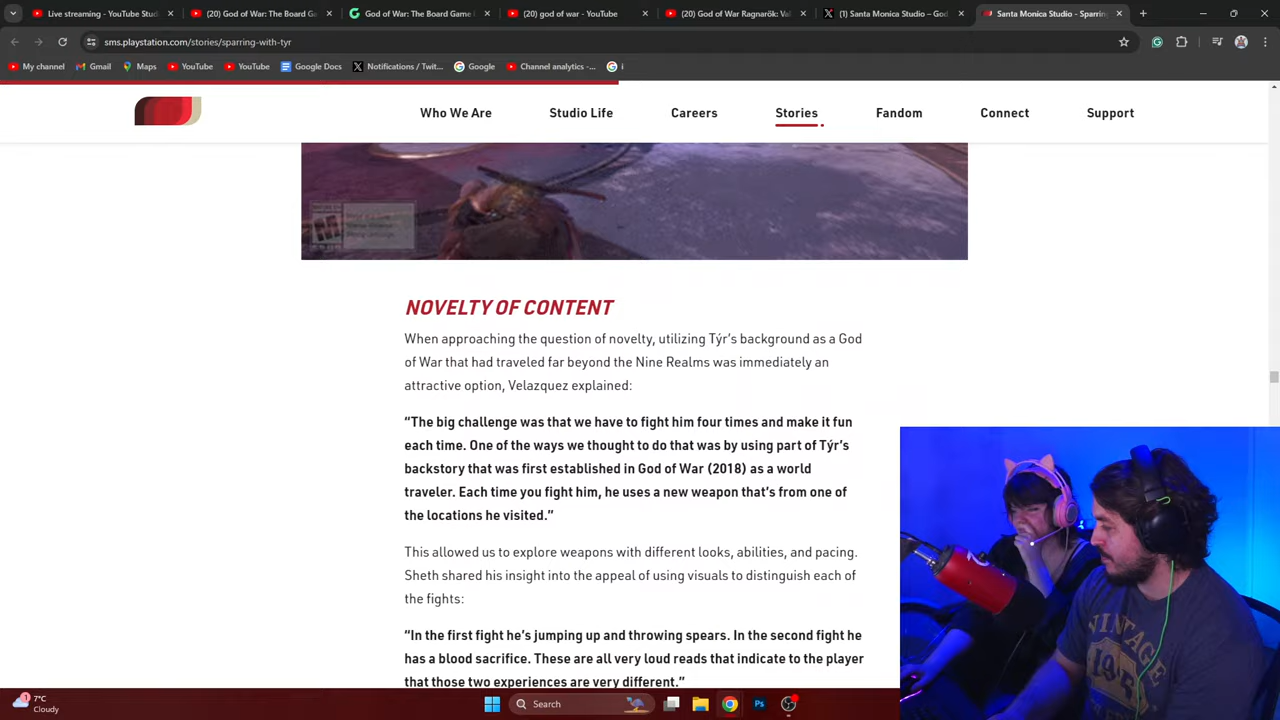 YouTube Stud
(20) God of War: The Board Ga
God of War: The Board Game
(20) god of war - YouTube
(20) God of War Ragnarök: Val
(1) Santa Monica Studio – God
Santa Monica Studio - Sparring
sms.playstation.com/stories/sparring-with-tyr
My channel
Gmail
Maps
YouTube
YouTube
Google Docs
Notifications / Twit...
Google
Channel analytics -...
Who We Are
Studio Life
Careers
Stories
Fandom
Connect
Support
NOVELTY OF CONTENT
When approaching the question of novelty, utilizing Týr's background as a God
of War that had traveled far beyond the Nine Realms was immediately an
attractive option, Velazquez explained:
"The big challenge was that we have to fight him four times and make it fun
each time. One of the ways we thought to do that was by using part of Týr's
backstory that was first established in God of War (2018) as a world
traveler. Each time you fight him, he uses a new weapon that's from one of
the locations he visited."
This allowed us to explore weapons with different looks, abilities, and pacing.
Sheth shared his insight into the appeal of using visuals to distinguish each of
the fights:
"In the first fight he's jumping up and throwing spears. In the second fight he
has a blood sacrifice. These are all very loud reads that indicate to the player
that those two experiences are very different."
VINTAGE
1
7°C
Cloudy
Search
Ps